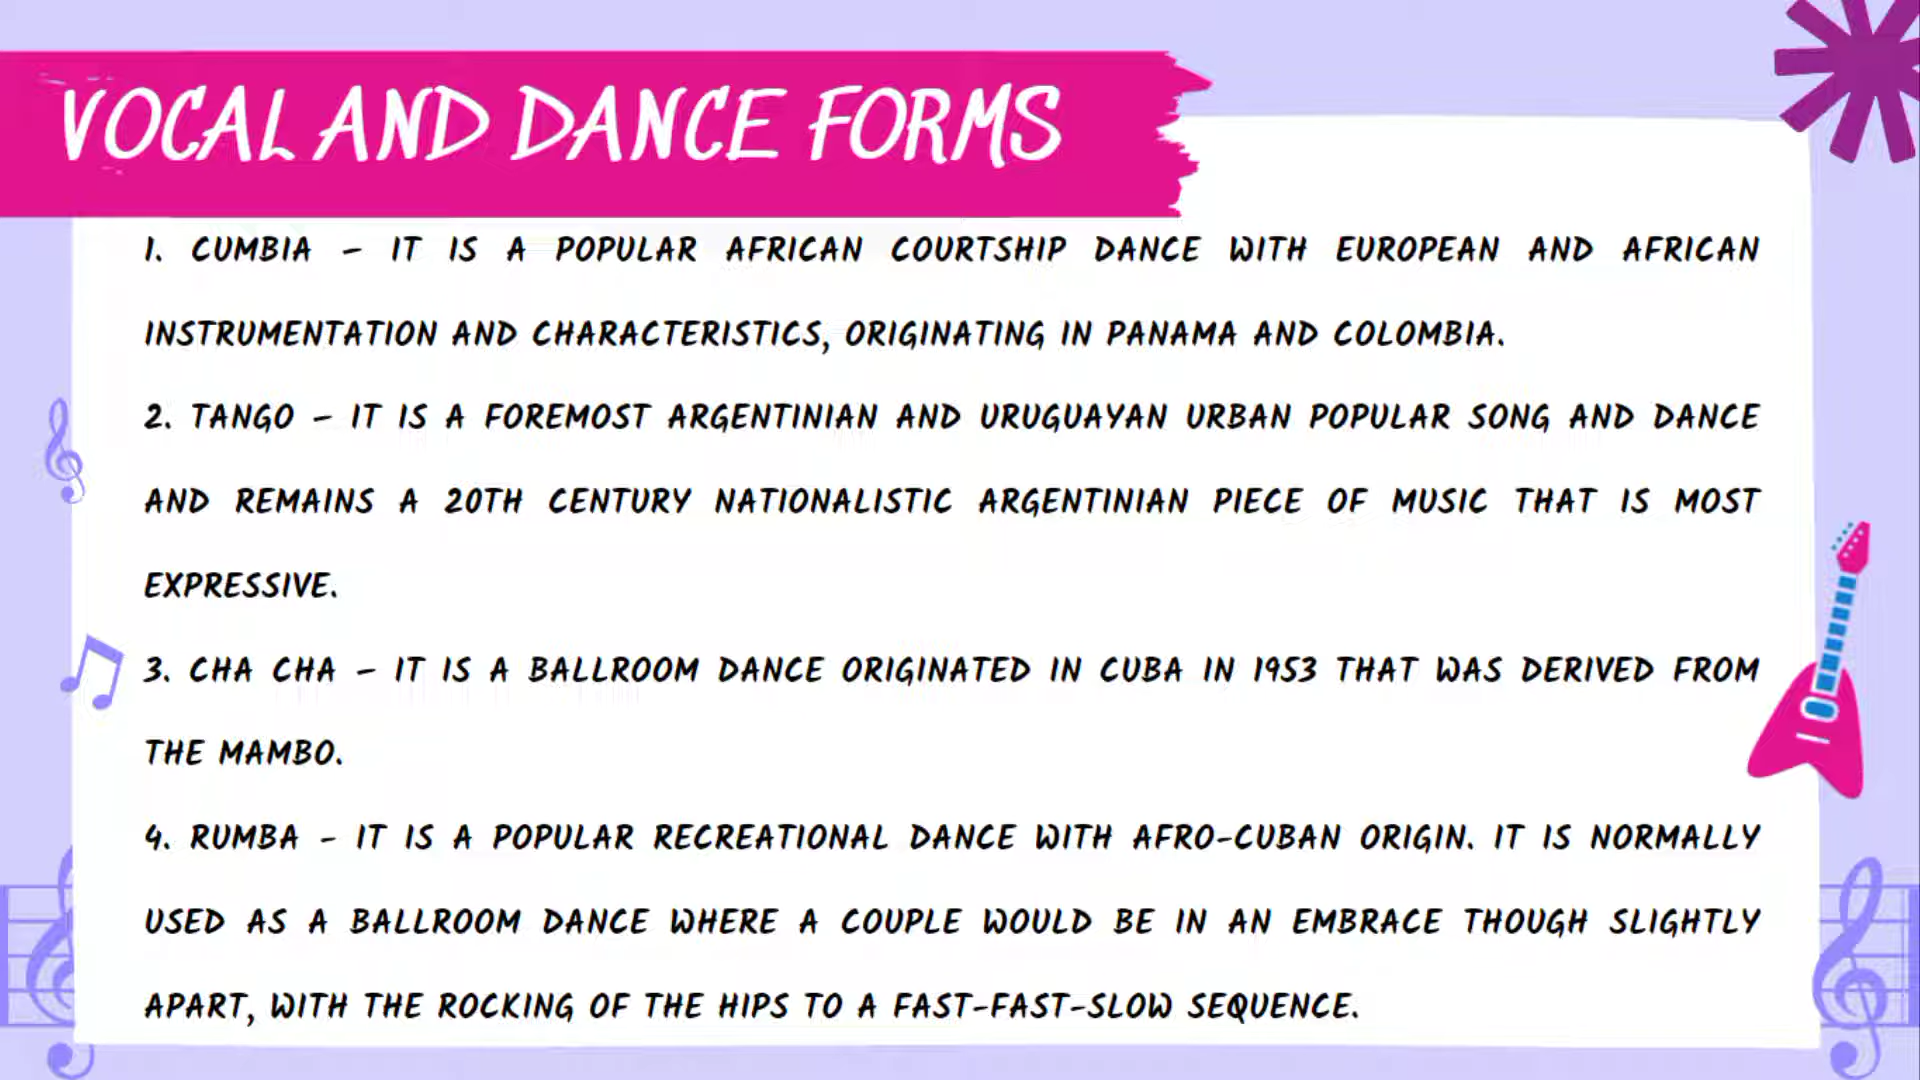 VOCAL AND DANCE FORMS
1. CUMBIA – IT IS A POPULAR AFRICAN COURTSHIP DANCE WITH EUROPEAN AND AFRICAN
INSTRUMENTATION AND CHARACTERISTICS, ORIGINATING IN PANAMA AND COLOMBIA.
2. TANGO – IT IS A FOREMOST ARGENTINIAN AND URUGUAYAN URBAN POPULAR SONG AND DANCE
AND REMAINS A 20TH CENTURY NATIONALISTIC ARGENTINIAN PIECE OF MUSIC THAT IS MOST
EXPRESSIVE.
3. CHA CHA – IT IS A BALLROOM DANCE ORIGINATED IN CUBA IN 1953 THAT WAS DERIVED FROM
THE MAMBO.
4. RUMBA - IT IS A POPULAR RECREATIONAL DANCE WITH AFRO-CUBAN ORIGIN. IT IS NORMALLY
USED AS A BALLROOM DANCE WHERE A COUPLE WOULD BE IN AN EMBRACE THOUGH SLIGHTLY
APART, WITH THE ROCKING OF THE HIPS TO A FAST-FAST-SLOW SEQUENCE.